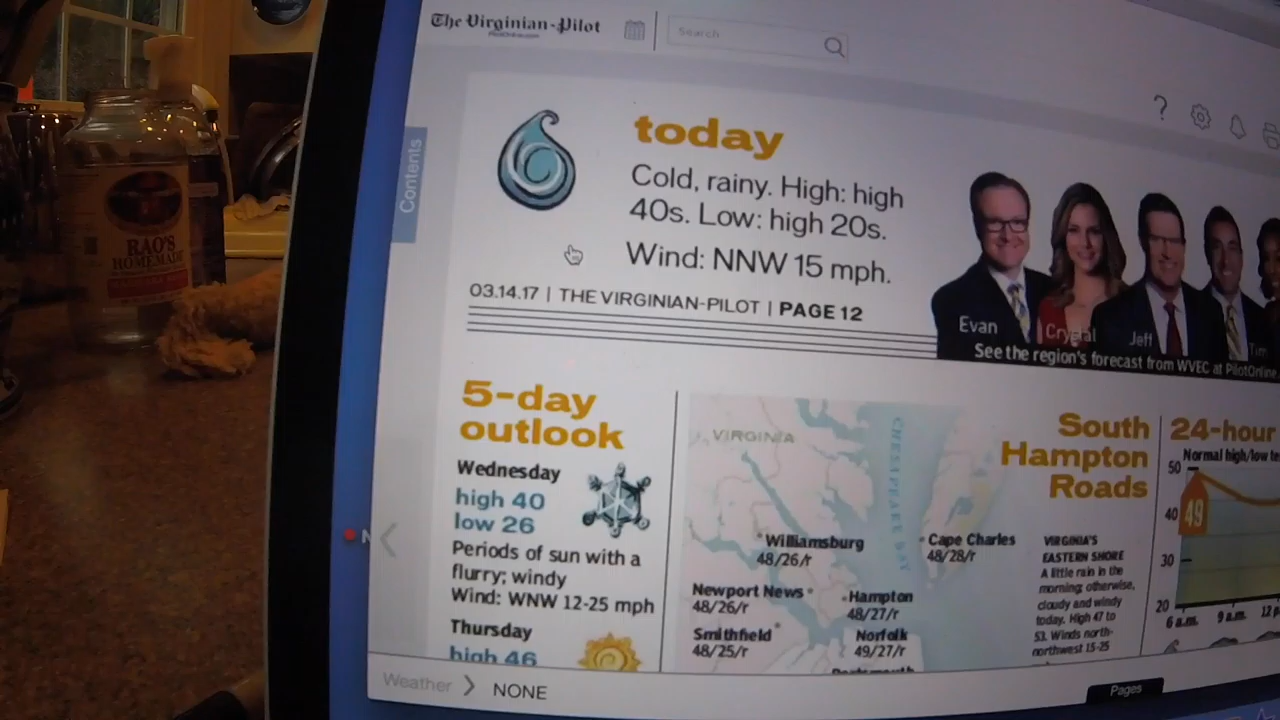 The Virginian-Pilot
PilotOnline.com
Search
Contents
today
Cold, rainy. High: high
40s. Low: high 20s.
Wind: NNW 15 mph.
03.14.17 | THE VIRGINIAN-PILOT | PAGE 12
Evan
Crystal
Jeff
See the region's forecast from WVEC at PilotOnline
5-day
outlook
Wednesday
high 40
low 26
Periods of sun with a
flurry; windy
Wind: WNW 12-25 mph
Thursday
high 46
VIRGINIA
CHESAPEAKE BAY
Williamsburg
48/26/r
Cape Charles
48/28/r
Newport News
48/26/r
Hampton
48/27/r
Smithfield
48/25/r
Norfolk
49/27/r
South
Hampton
Roads
VIRGINIA'S
EASTERN SHORE
A little rain in the
morning; otherwise,
cloudy and windy
today. High 47 to
53. Winds north-
northwest 15-25
24-hour
Normal high/low
50
49
40
30
20
6 a.m. 9 a.m. 12
Weather > NONE
Pages
RAO'S
HOMEMADE